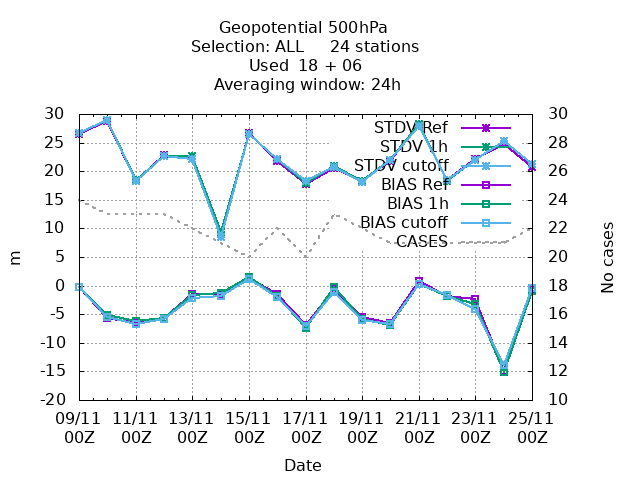 Geopotential 500hPa
Selection: ALL 24 stations
Used 18 + 06
Averaging window: 24h
30
25
20
15
10
5
0
-5
-10
-15
-20
m
30
28
26
24
22
20
18
16
14
12
10
No cases
STDV Ref
STDV 1h
STDV cutoff
BIAS Ref
BIAS 1h
BIAS cutoff
CASES
09/11 11/11 13/11 15/11 17/11 19/11 21/11 23/11 25/11
00Z 00Z 00Z 00Z 00Z 00Z 00Z 00Z 00Z
Date